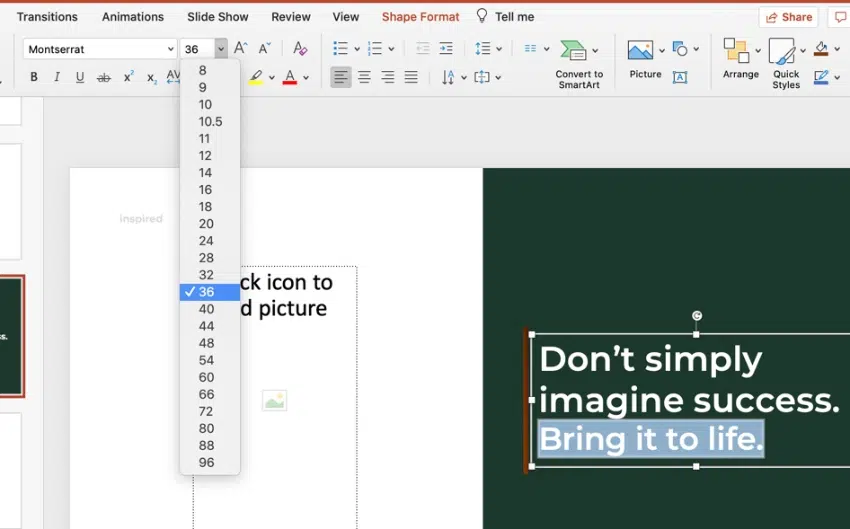 Transitions Animations Slide Show Review View Shape Format Tell me Share
Montserrat 36 A A A
B I U ab x² x₂ AV A
Convert to SmartArt
Picture
Arrange
Quick Styles
8
9
10
10.5
11
12
14
16
18
20
24
28
32
36
40
44
48
54
60
66
72
80
88
96
inspired
ck icon to
d picture
Don’t simply
imagine success.
Bring it to life.